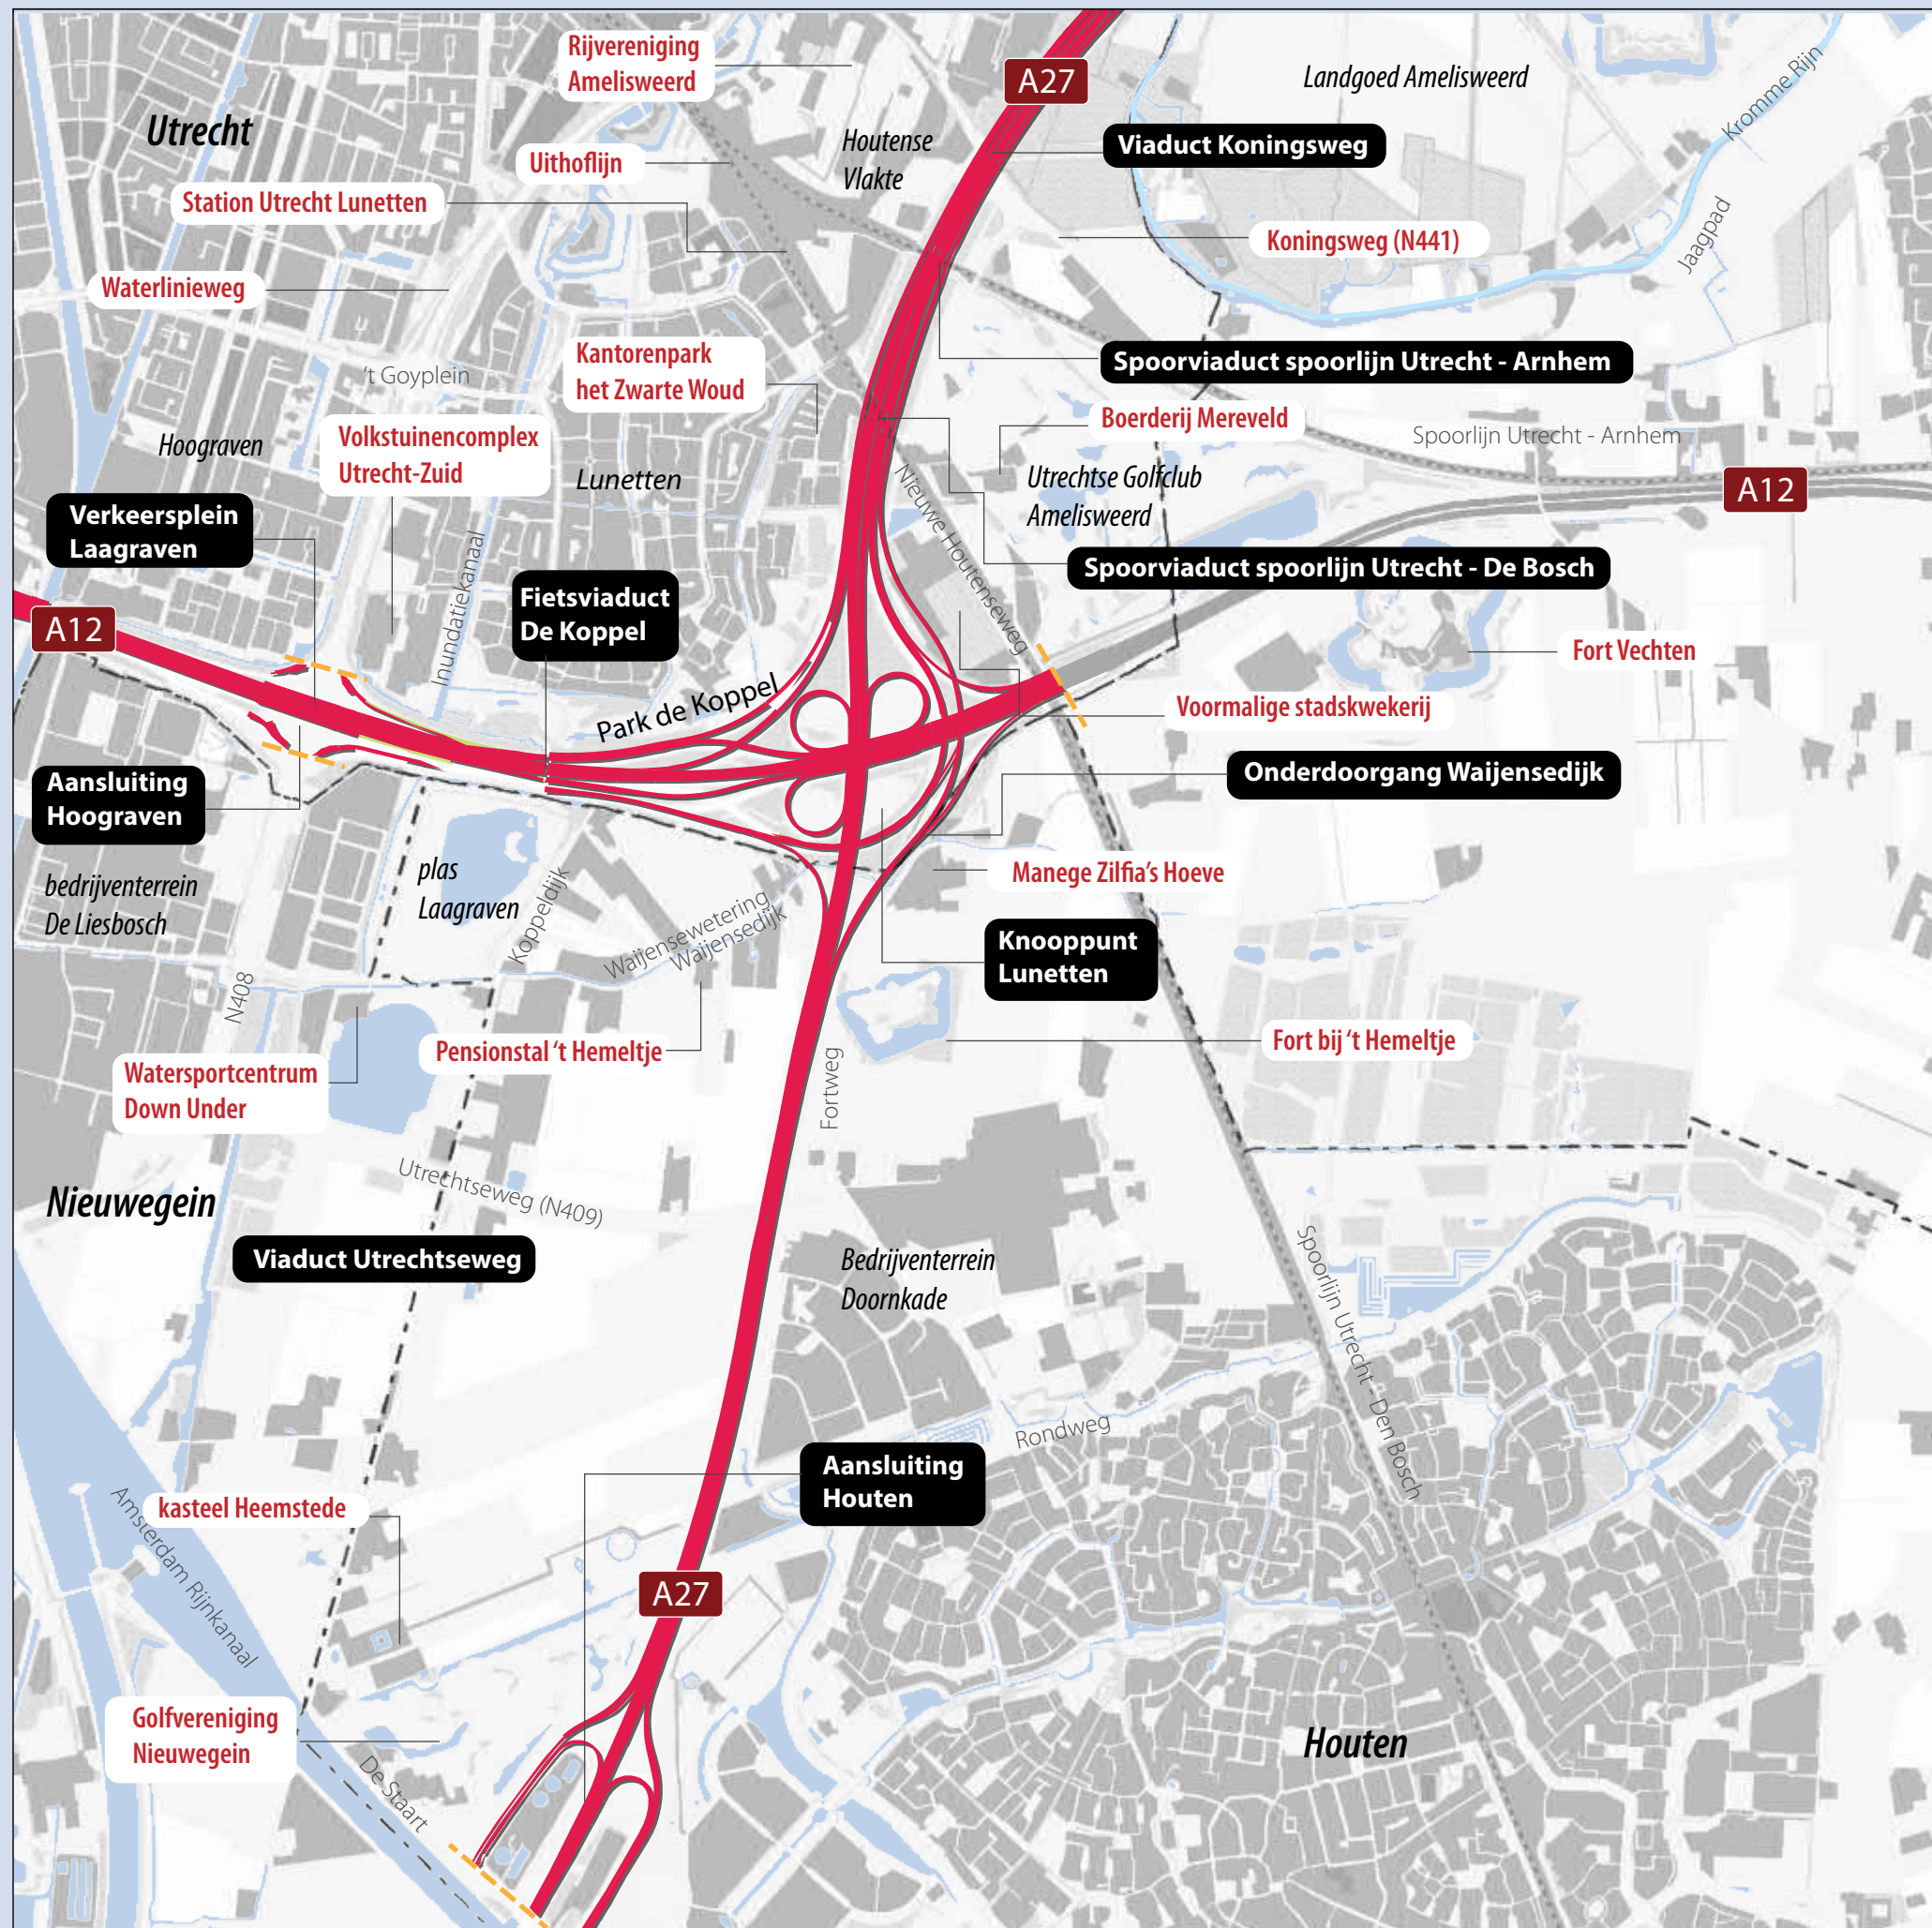 Rijvereniging
Amelisweerd
A27
Landgoed Amelisweerd
Kromme Rijn
Utrecht
Houtense
Vlakte
Viaduct Koningsweg
Uithoflijn
Station Utrecht Lunetten
Koningsweg (N441)
Jaagpad
Waterlinieweg
Kantorenpark
het Zwarte Woud
Spoorviaduct spoorlijn Utrecht - Arnhem
't Goyplein
Boerderij Mereveld
Spoorlijn Utrecht - Arnhem
Hoograven
Volkstuinencomplex
Utrecht-Zuid
Lunetten
Utrechtse Golfclub
Amelisweerd
A12
Nieuwe Houtenseweg
Verkeersplein
Laagraven
Inundatiekanaal
Spoorviaduct spoorlijn Utrecht - De Bosch
Fietsviaduct
De Koppel
A12
Fort Vechten
Park de Koppel
Voormalige stadskwekerij
Aansluiting
Hoograven
Onderdoorgang Waijensedijk
bedrijventerrein
De Liesbosch
plas
Laagraven
Koppeldijk
Waijensewetering
Waijensedijk
Manege Zilfia's Hoeve
Knooppunt
Lunetten
N408
Pensionstal ‘t Hemeltje
Fort bij ‘t Hemeltje
Watersportcentrum
Down Under
Fortweg
Utrechtseweg (N409)
Nieuwegein
Viaduct Utrechtseweg
Bedrijventerrein
Doornkade
Spoorlijn Utrecht - Den Bosch
Rondweg
Aansluiting
Houten
kasteel Heemstede
Amsterdam Rijnkanaal
A27
Golfvereniging
Nieuwegein
De Staart
Houten